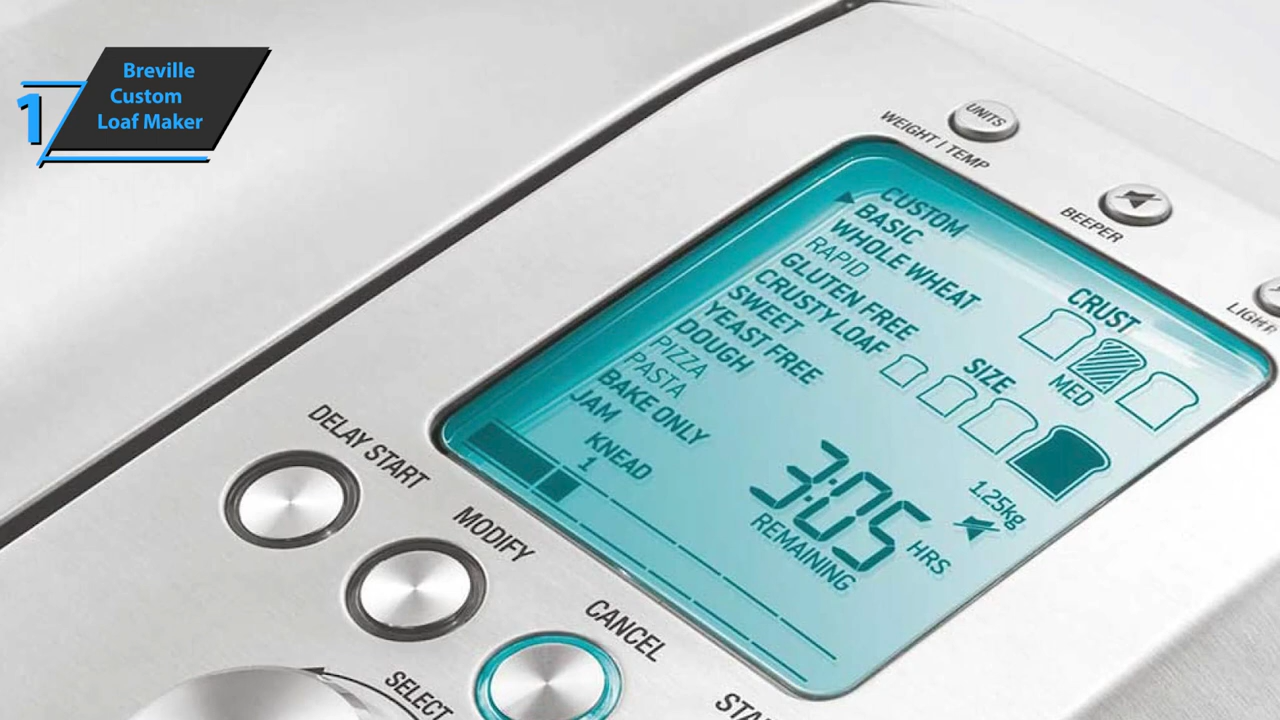 1
Breville
Custom
Loaf Maker
UNITS
WEIGHT / TEMP
BEEPER
CUSTOM
BASIC
WHOLE WHEAT
RAPID
GLUTEN FREE
CRUSTY LOAF
SWEET
YEAST FREE
DOUGH
PIZZA
PASTA
BAKE ONLY
JAM
CRUST
MED
SIZE
1.25kg
KNEAD
1
3:05 HRS
REMAINING
DELAY START
MODIFY
CANCEL
SELECT